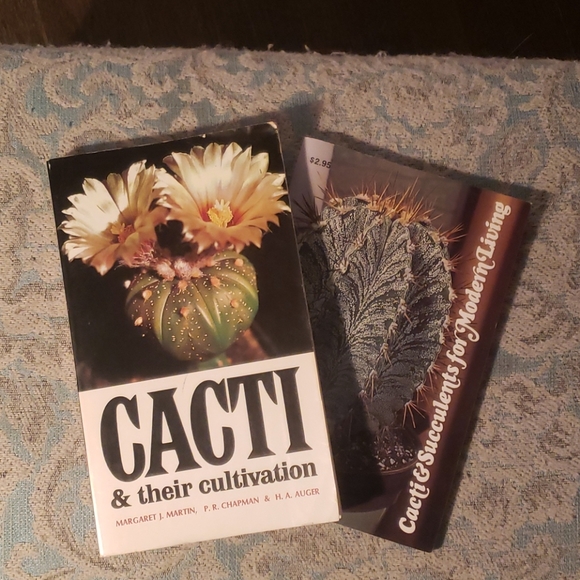 CACTI
& their cultivation
MARGARET J. MARTIN, P. R. CHAPMAN & H. A. AUGER
$2.95
Cacti & Succulents for Modern Living